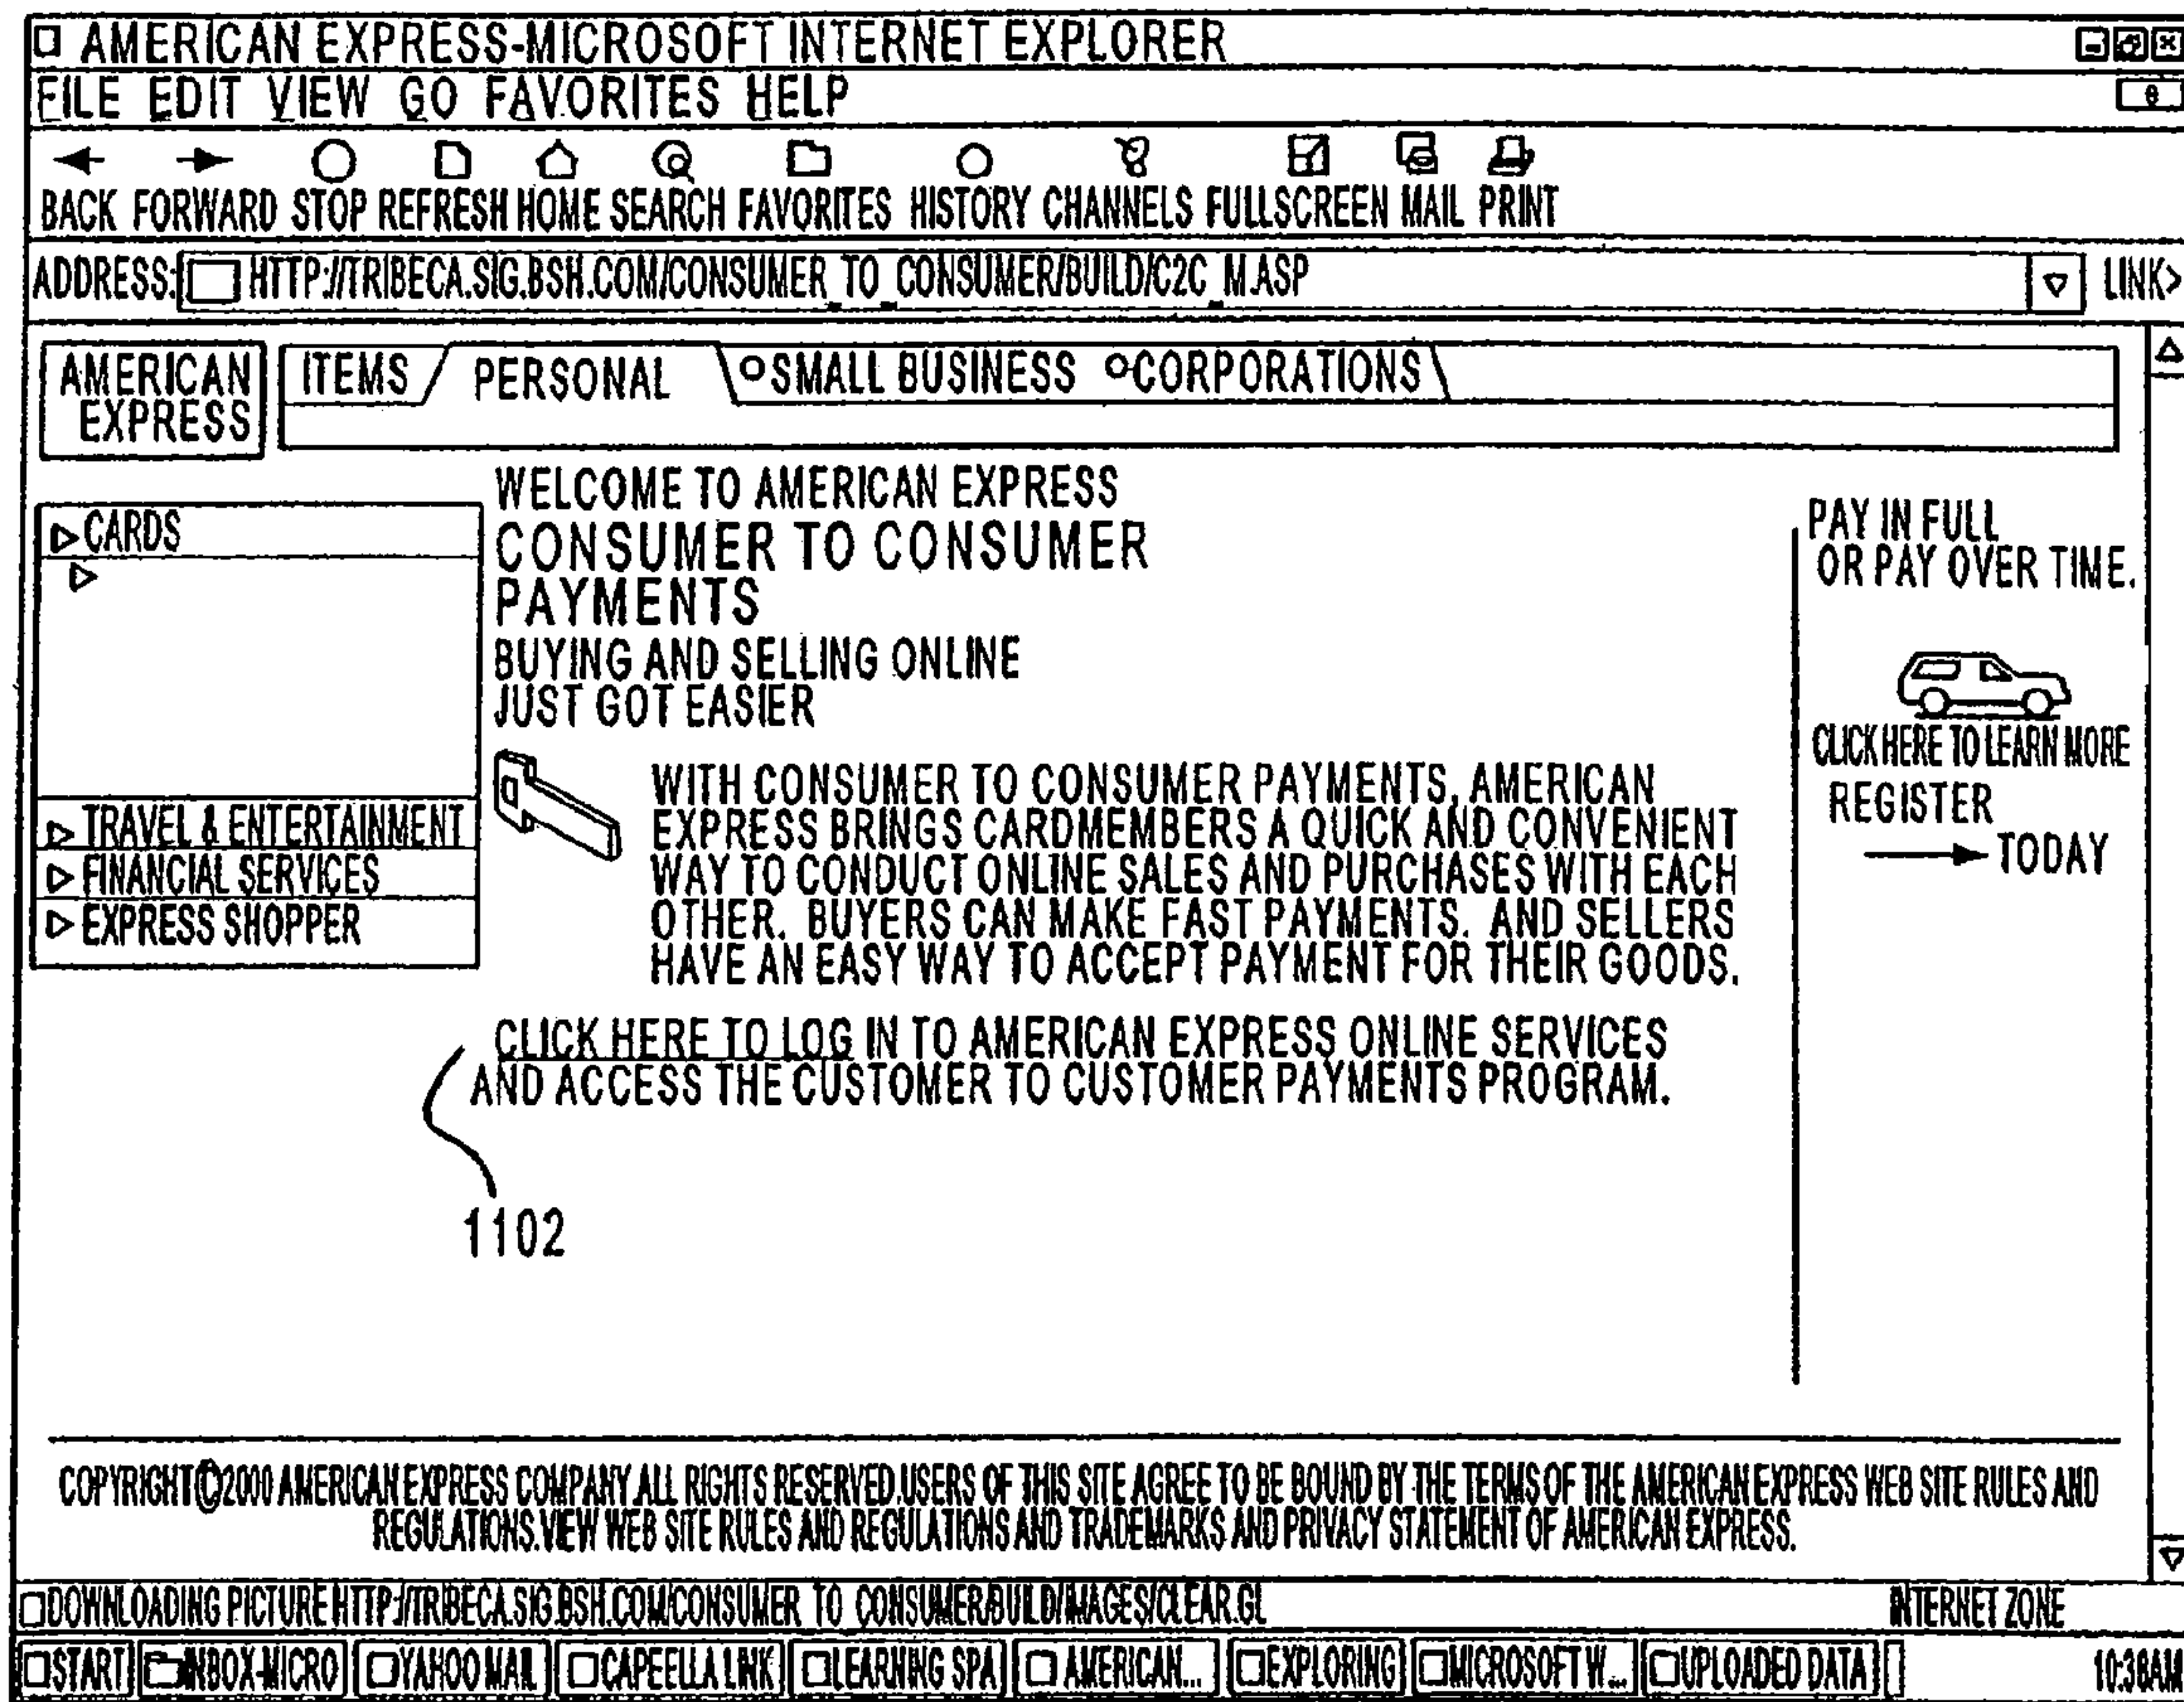 AMERICAN EXPRESS-MICROSOFT INTERNET EXPLORER
FILE EDIT VIEW GO FAVORITES HELP
BACK FORWARD STOP REFRESH HOME SEARCH FAVORITES HISTORY CHANNELS FULLSCREEN MAIL PRINT
ADDRESS: HTTP://TRIBECA.SIG.BSH.COM/CONSUMER_TO_CONSUMER/BUILD/C2C_M.ASP LINK>
AMERICAN
EXPRESS
ITEMS PERSONAL SMALL BUSINESS CORPORATIONS
CARDS
TRAVEL & ENTERTAINMENT
FINANCIAL SERVICES
EXPRESS SHOPPER
WELCOME TO AMERICAN EXPRESS
CONSUMER TO CONSUMER
PAYMENTS
BUYING AND SELLING ONLINE
JUST GOT EASIER
WITH CONSUMER TO CONSUMER PAYMENTS, AMERICAN
EXPRESS BRINGS CARDMEMBERS A QUICK AND CONVENIENT
WAY TO CONDUCT ONLINE SALES AND PURCHASES WITH EACH
OTHER. BUYERS CAN MAKE FAST PAYMENTS. AND SELLERS
HAVE AN EASY WAY TO ACCEPT PAYMENT FOR THEIR GOODS.
CLICK HERE TO LOG IN TO AMERICAN EXPRESS ONLINE SERVICES
AND ACCESS THE CUSTOMER TO CUSTOMER PAYMENTS PROGRAM.
1102
PAY IN FULL
OR PAY OVER TIME.
CLICK HERE TO LEARN MORE
REGISTER
TODAY
COPYRIGHT©2000 AMERICAN EXPRESS COMPANY.ALL RIGHTS RESERVED.USERS OF THIS SITE AGREE TO BE BOUND BY THE TERMS OF THE AMERICAN EXPRESS WEB SITE RULES AND
REGULATIONS.VIEW WEB SITE RULES AND REGULATIONS AND TRADEMARKS AND PRIVACY STATEMENT OF AMERICAN EXPRESS.
DOWNLOADING PICTURE HTTP://TRIBECA.SIG.BSH.COM/CONSUMER_TO_CONSUMER/BUILD/IMAGES/CLEAR.GL INTERNET ZONE
START INBOX-MICRO YAHOO MAIL CAPEELLA LINK LEARNING SPA AMERICAN... EXPLORING MICROSOFT W... UPLOADED DATA 10:38AM